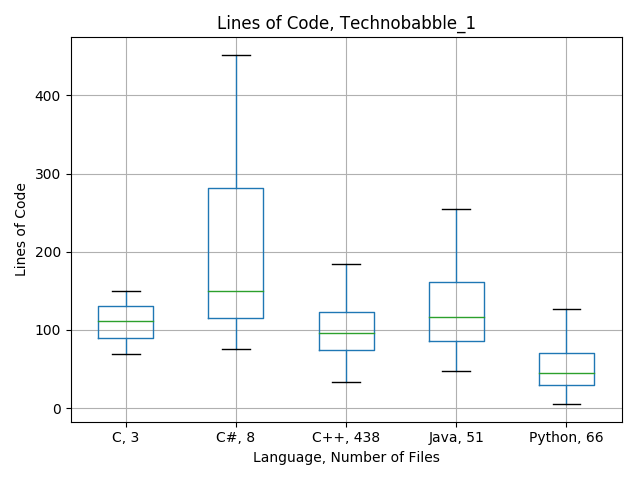 Lines of Code, Technobabble_1
Lines of Code
400
300
200
100
0
C, 3
C#, 8
C++, 438
Java, 51
Python, 66
Language, Number of Files